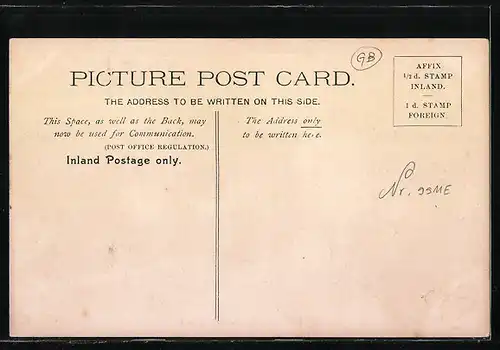 GB
AFFIX
½ d. STAMP
INLAND.
—
1 d. STAMP
FOREIGN.
PICTURE POST CARD.
THE ADDRESS TO BE WRITTEN ON THIS SIDE.
This Space, as well as the Back, may
now be used for Communication.
(POST OFFICE REGULATION.)
Inland Postage only.
The Address only
to be written here.
Nr.